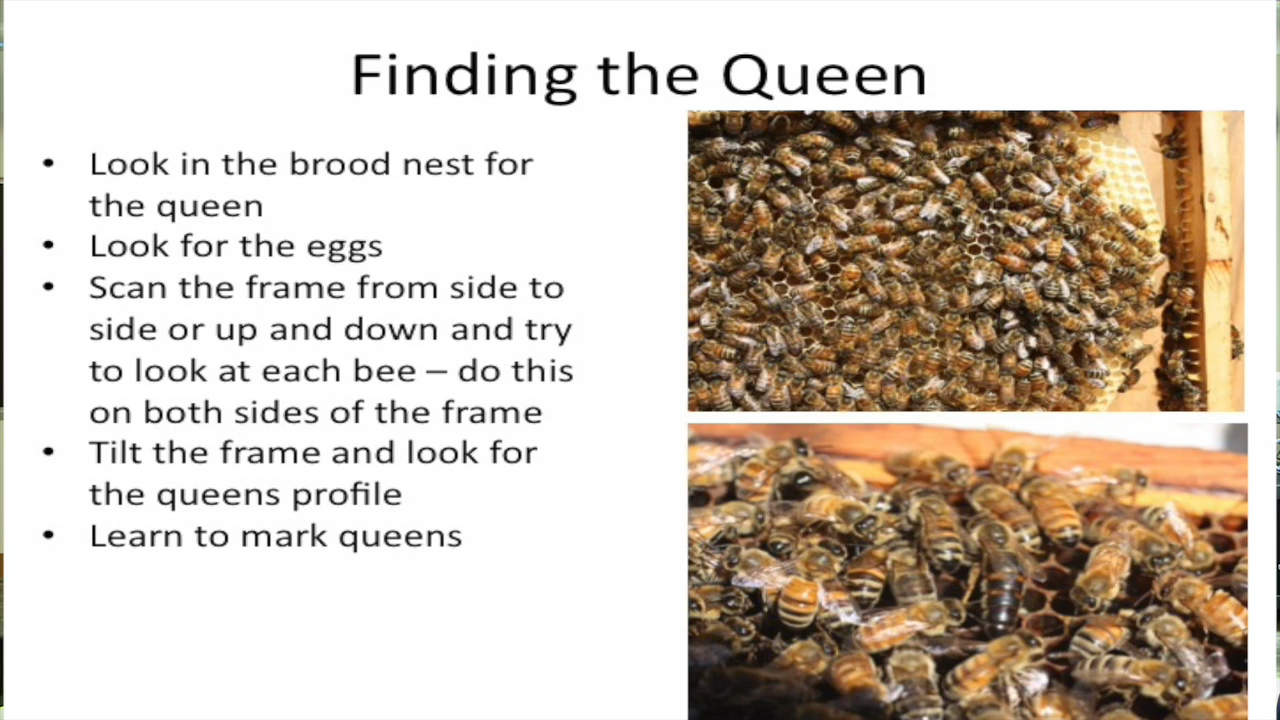 Finding the Queen
• Look in the brood nest for
the queen
• Look for the eggs
• Scan the frame from side to
side or up and down and try
to look at each bee – do this
on both sides of the frame
• Tilt the frame and look for
the queens profile
• Learn to mark queens